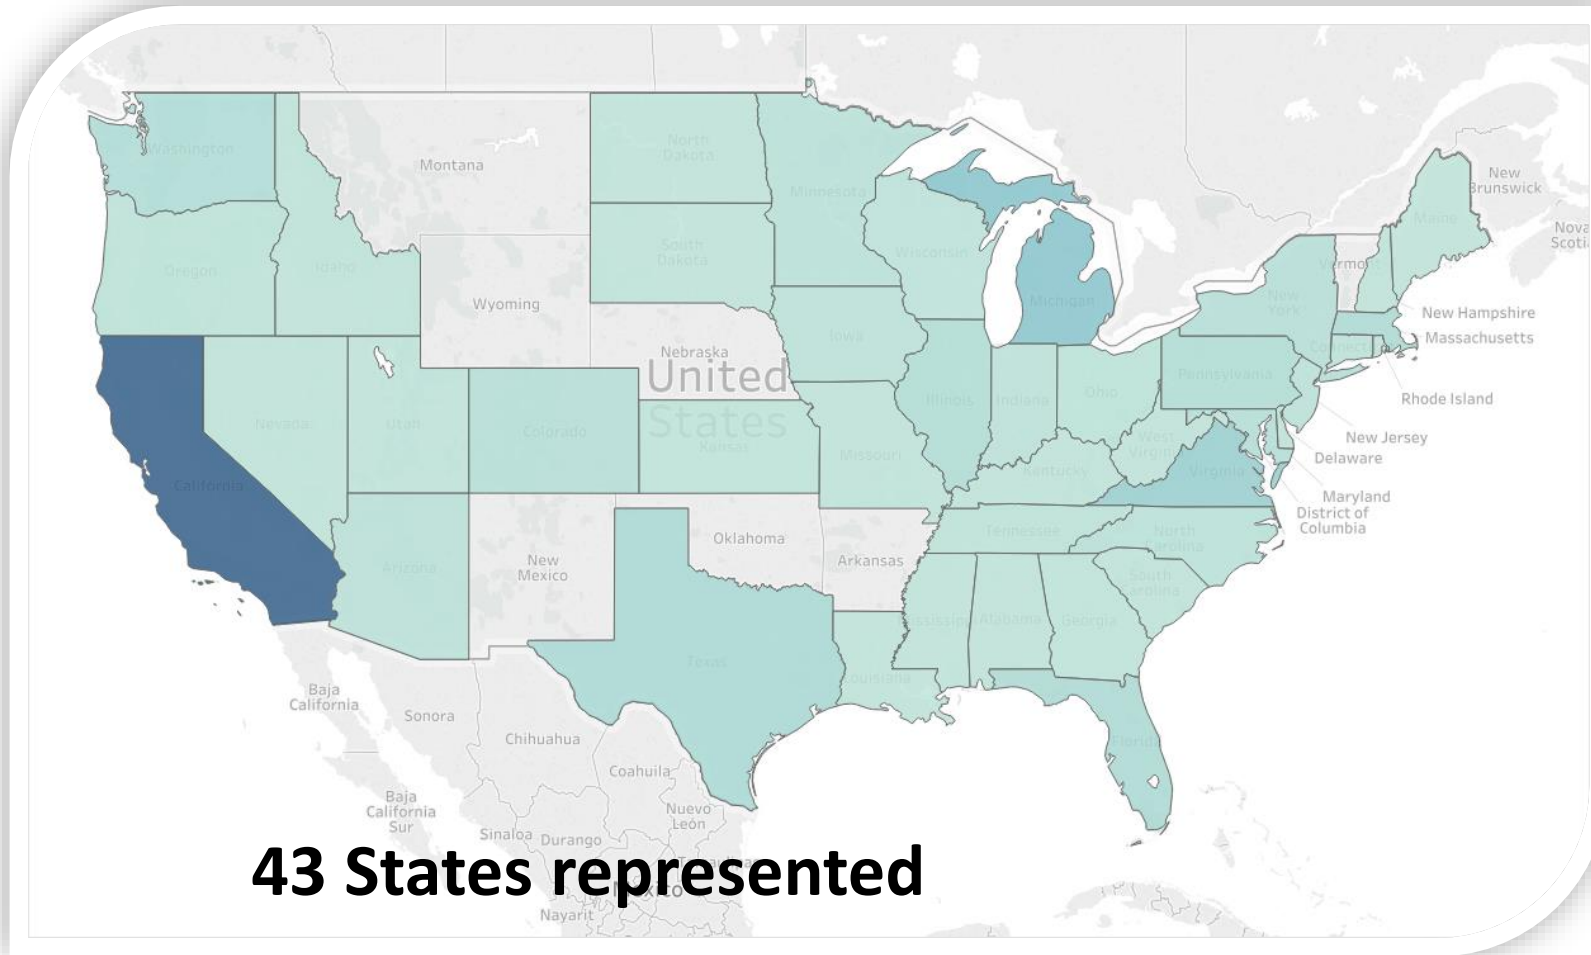 Washington
Montana
North
Dakota
Minnesota
New
Brunswick
Nova
Scoti
Maine
Oregon
Idaho
South
Dakota
Wisconsin
Michigan
Vermont
New
York
Wyoming
New Hampshire
Massachusetts
Iowa
Nebraska
United
States
Connect
Pennsylvania
Rhode Island
Nevada
Utah
Colorado
Kansas
Missouri
Illinois
Indiana
Ohio
West
Virginia
Kentucky
Virginia
New Jersey
Delaware
Maryland
District of
Columbia
California
Arizona
New
Mexico
Oklahoma
Arkansas
Tennessee
North
Carolina
South
Carolina
Mississippi
Alabama
Georgia
Texas
Louisiana
Florida
Baja
California
Sonora
Chihuahua
Coahuila
Baja
California
Sur
Nuevo
León
Sinaloa
Durango
Tamaulipas
43 States represented
México
Nayarit